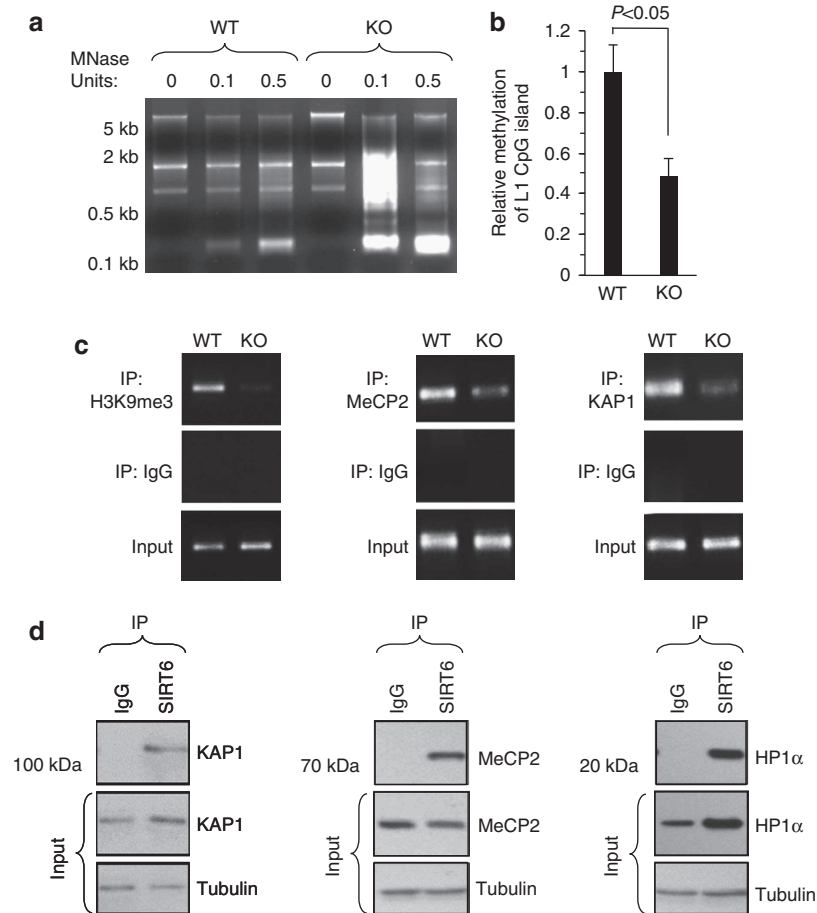 a
WT KO
MNase
Units: 0 0.1 0.5 0 0.1 0.5
5 kb
2 kb
0.5 kb
0.1 kb
b
P<0.05
Relative methylation
of L1 CpG island
1.2
1
0.8
0.6
0.4
0.2
0
WT KO
c
WT KO
IP:
H3K9me3
IP: IgG
Input
WT KO
IP:
MeCP2
IP: IgG
Input
WT KO
IP:
KAP1
IP: IgG
Input
d
IP
IgG SIRT6
100 kDa KAP1
Input
KAP1
Tubulin
IP
IgG SIRT6
70 kDa MeCP2
Input
MeCP2
Tubulin
IP
IgG SIRT6
20 kDa HP1α
Input
HP1α
Tubulin